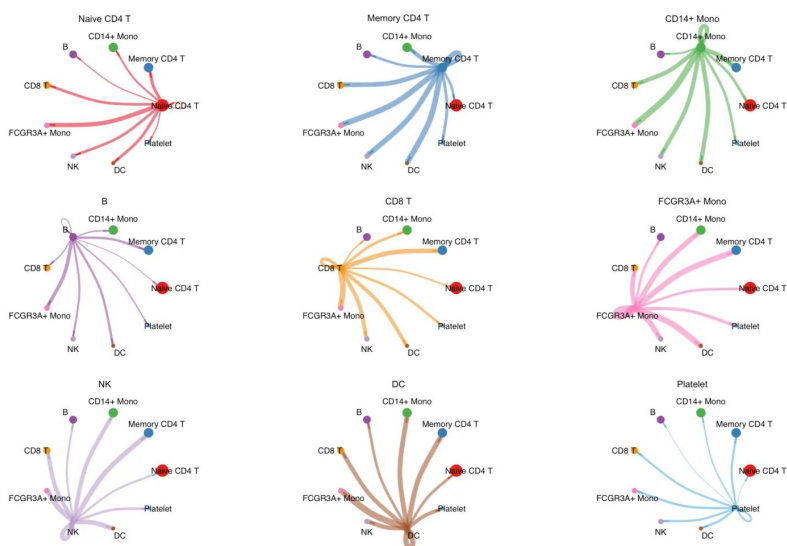 Naive CD4 T
CD14+ Mono
B
Memory CD4 T
CD8 T
Naive CD4 T
FCGR3A+ Mono
Platelet
NK
DC
Memory CD4 T
CD14+ Mono
B
Memory CD4 T
CD8 T
Naive CD4 T
FCGR3A+ Mono
Platelet
NK
DC
CD14+ Mono
CD14+ Mono
B
Memory CD4 T
CD8 T
Naive CD4 T
FCGR3A+ Mono
Platelet
NK
DC
B
CD14+ Mono
B
Memory CD4 T
CD8 T
Naive CD4 T
FCGR3A+ Mono
Platelet
NK
DC
CD8 T
CD14+ Mono
B
Memory CD4 T
CD8 T
Naive CD4 T
FCGR3A+ Mono
Platelet
NK
DC
FCGR3A+ Mono
CD14+ Mono
B
Memory CD4 T
CD8 T
Naive CD4 T
FCGR3A+ Mono
Platelet
NK
DC
NK
CD14+ Mono
B
Memory CD4 T
CD8 T
Naive CD4 T
FCGR3A+ Mono
Platelet
NK
DC
DC
CD14+ Mono
B
Memory CD4 T
CD8 T
Naive CD4 T
FCGR3A+ Mono
Platelet
NK
DC
Platelet
CD14+ Mono
B
Memory CD4 T
CD8 T
Naive CD4 T
FCGR3A+ Mono
Platelet
NK
DC